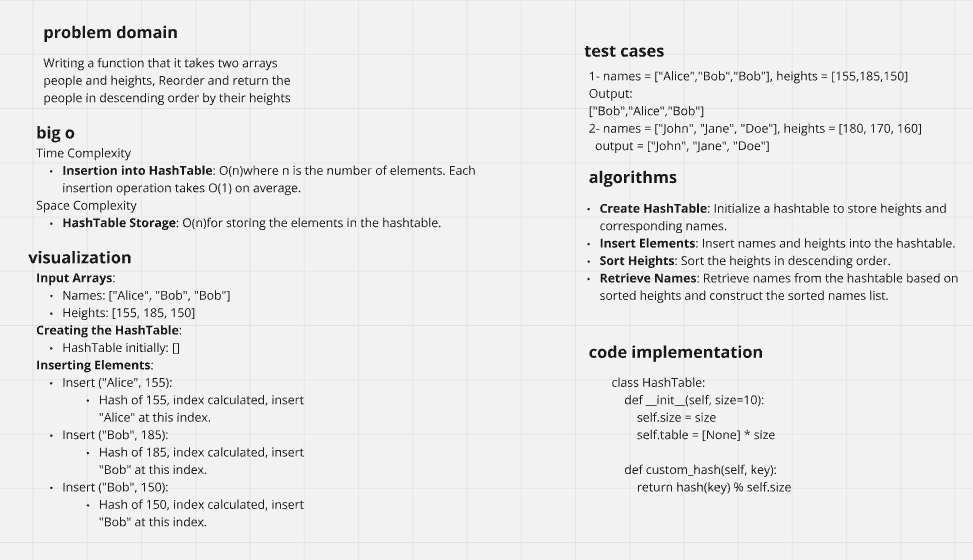 problem domain
Writing a function that it takes two arrays
people and heights, Reorder and return the
people in descending order by their heights
big o
Time Complexity
• Insertion into HashTable: O(n)where n is the number of elements. Each
insertion operation takes O(1) on average.
Space Complexity
• HashTable Storage: O(n)for storing the elements in the hashtable.
visualization
Input Arrays:
• Names: ["Alice", "Bob", "Bob"]
• Heights: [155, 185, 150]
Creating the HashTable:
• HashTable initially: []
Inserting Elements:
• Insert ("Alice", 155):
• Hash of 155, index calculated, insert
"Alice" at this index.
• Insert ("Bob", 185):
• Hash of 185, index calculated, insert
"Bob" at this index.
• Insert ("Bob", 150):
• Hash of 150, index calculated, insert
"Bob" at this index.
test cases
1- names = ["Alice","Bob","Bob"], heights = [155,185,150]
Output:
["Bob","Alice","Bob"]
2- names = ["John", "Jane", "Doe"], heights = [180, 170, 160]
output = ["John", "Jane", "Doe"]
algorithms
• Create HashTable: Initialize a hashtable to store heights and
corresponding names.
• Insert Elements: Insert names and heights into the hashtable.
• Sort Heights: Sort the heights in descending order.
• Retrieve Names: Retrieve names from the hashtable based on
sorted heights and construct the sorted names list.
code implementation
class HashTable:
def __init__(self, size=10):
self.size = size
self.table = [None] * size
def custom_hash(self, key):
return hash(key) % self.size